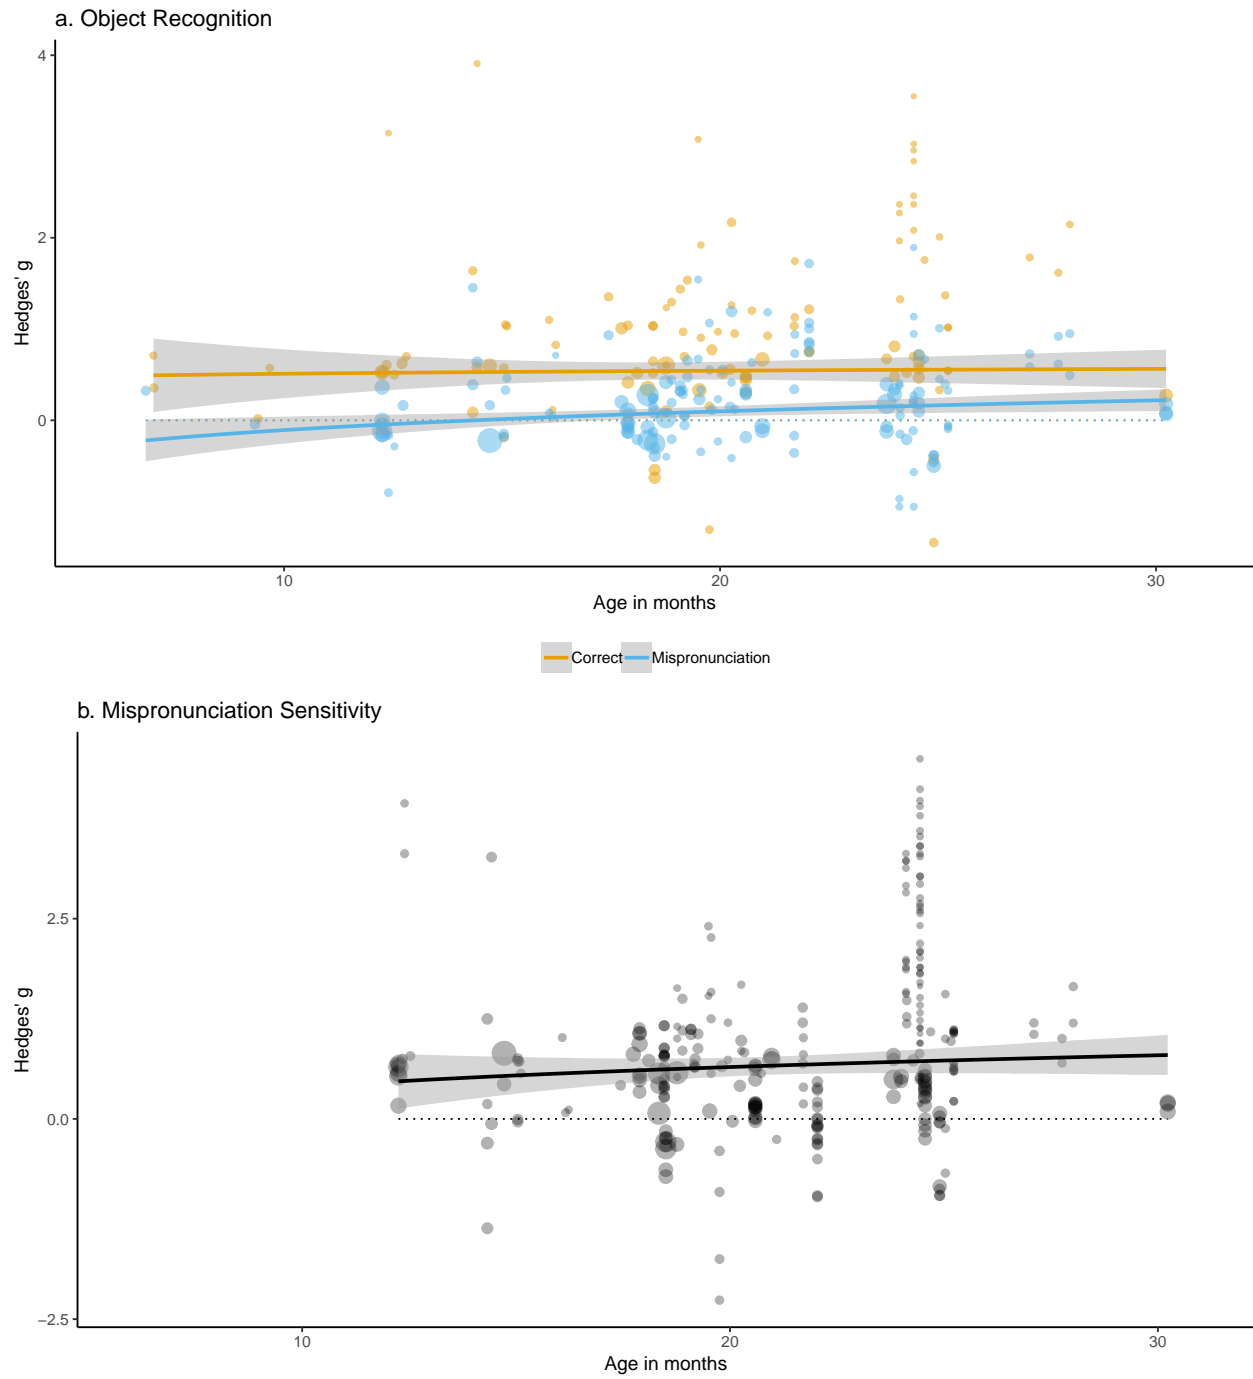 a. Object Recognition
4
2
0
Hedges' g
10
20
30
Age in months
Correct
Mispronunciation
b. Mispronunciation Sensitivity
2.5
0.0
−2.5
Hedges' g
10
20
30
Age in months